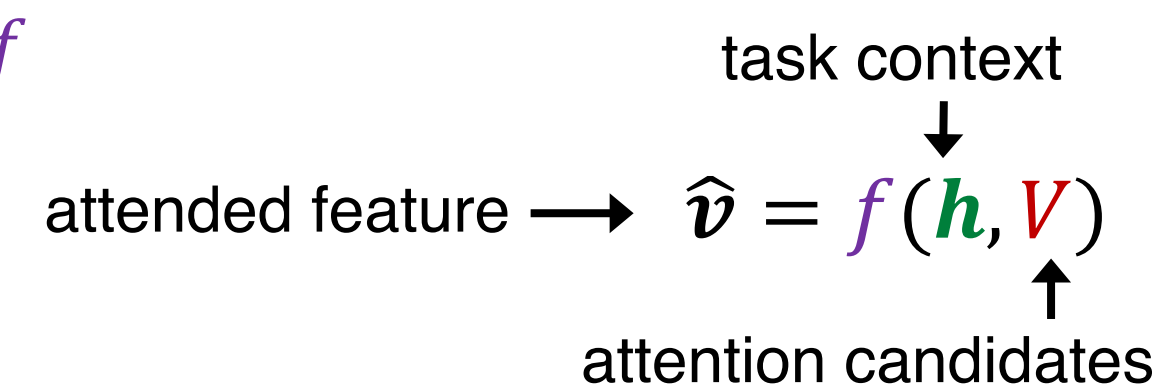 f
task context
attended feature → v̂ = f(h, V)
attention candidates